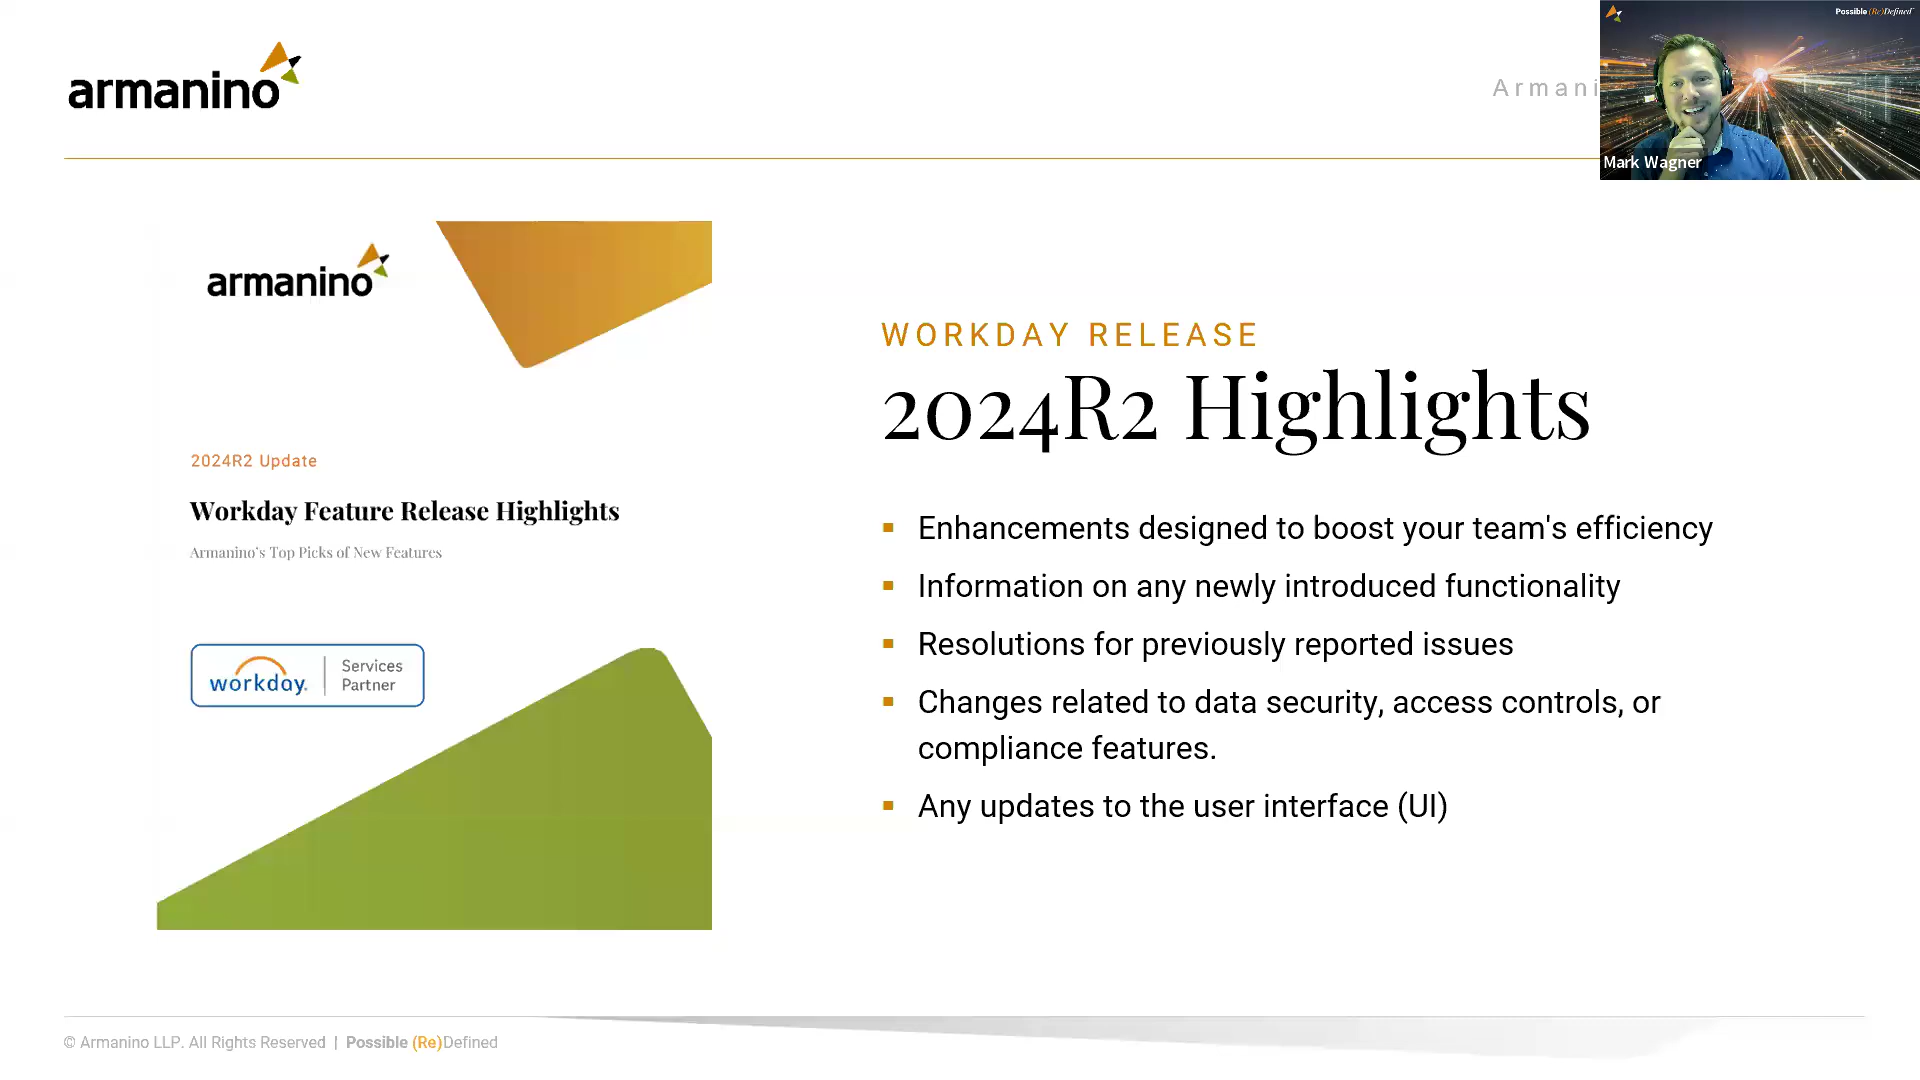 armanino
Armani
Possible (Re)Defined
Mark Wagner
armanino
2024R2 Update
Workday Feature Release Highlights
Armanino's Top Picks of New Features
workday.
Services
Partner
WORKDAY RELEASE
2024R2 Highlights
Enhancements designed to boost your team's efficiency
Information on any newly introduced functionality
Resolutions for previously reported issues
Changes related to data security, access controls, or
compliance features.
Any updates to the user interface (UI)
© Armanino LLP. All Rights Reserved | Possible (Re)Defined